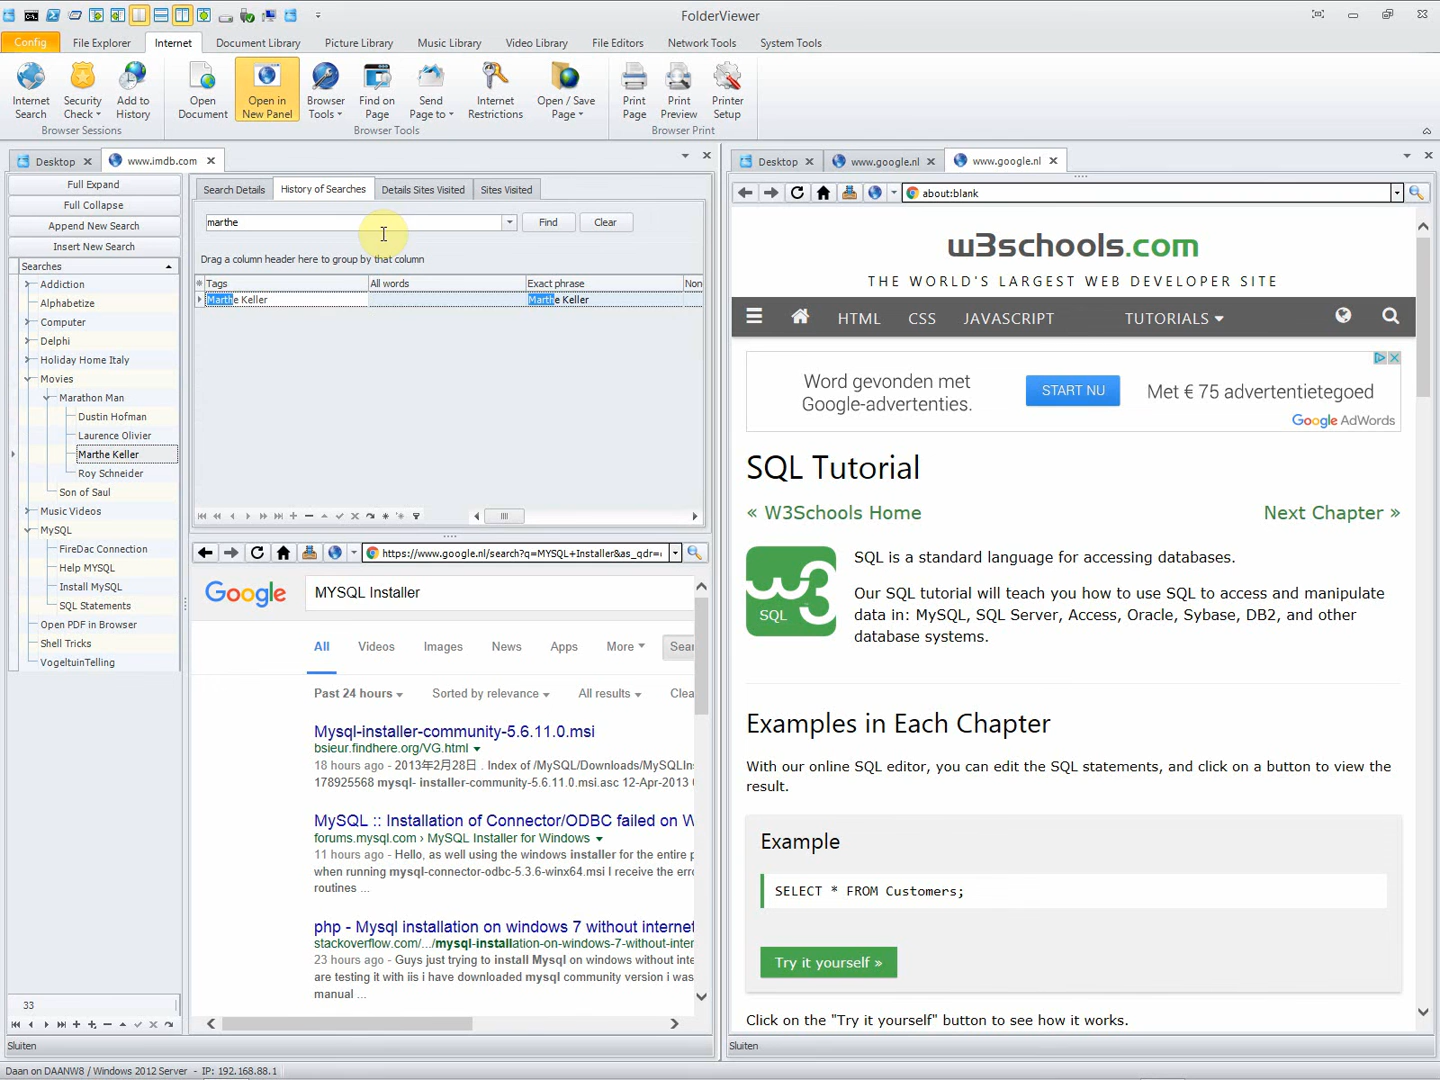 FolderViewer
Config File Explorer Internet Document Library Picture Library Music Library Video Library File Editors Network Tools System Tools
Internet Search
Security Check
Add to History
Open Document
Open in New Panel
Browser Tools
Find on Page
Send Page to
Internet Restrictions
Open / Save Page
Print Page
Print Preview
Printer Setup
Browser Sessions Browser Tools Browser Print
Desktop www.imdb.com
Full Expand
Full Collapse
Append New Search
Insert New Search
Searches
Addiction
Alphabetize
Computer
Delphi
Holiday Home Italy
Movies
Marathon Man
Dustin Hofman
Laurence Olivier
Marthe Keller
Roy Schneider
Son of Saul
Music Videos
MySQL
FireDac Connection
Help MYSQL
Install MySQL
SQL Statements
Open PDF in Browser
Shell Tricks
VogeltuinTelling
33
Sluiten
Search Details History of Searches Details Sites Visited Sites Visited
marthe Find Clear
Drag a column header here to group by that column
Tags All words Exact phrase Non
Marthe Keller Marthe Keller
https://www.google.nl/search?q=MYSQL+Installer&as_qdr=
Google MYSQL Installer
All Videos Images News Apps More Sear
Past 24 hours Sorted by relevance All results Clea
Mysql-installer-community-5.6.11.0.msi
bsieur.findhere.org/VG.html
18 hours ago - 2013年2月28日 . Index of /MySQL/Downloads/MySQLIns
178925568 mysql- installer-community-5.6.11.0.msi.asc 12-Apr-2013
MySQL :: Installation of Connector/ODBC failed on W
forums.mysql.com › MySQL Installer for Windows
11 hours ago - Hello, as well using the windows installer for the entire p
when running mysql-connector-odbc-5.3.6-winx64.msi I receive the erro
routines ...
php - Mysql installation on windows 7 without internet
stackoverflow.com/.../mysql-installation-on-windows-7-without-inter
23 hours ago - Guys just trying to install Mysql on windows without inte
are testing it with iis i have downloaded mysql community version i was
manual ...
Desktop www.google.nl www.google.nl
about:blank
w3schools.com
THE WORLD'S LARGEST WEB DEVELOPER SITE
HTML CSS JAVASCRIPT TUTORIALS
Word gevonden met
Google-advertenties.
START NU
Met € 75 advertentietegoed
Google AdWords
SQL Tutorial
« W3Schools Home Next Chapter »
w3
SQL
SQL is a standard language for accessing databases.
Our SQL tutorial will teach you how to use SQL to access and manipulate
data in: MySQL, SQL Server, Access, Oracle, Sybase, DB2, and other
database systems.
Examples in Each Chapter
With our online SQL editor, you can edit the SQL statements, and click on a button to view the
result.
Example
SELECT * FROM Customers;
Try it yourself »
Click on the "Try it yourself" button to see how it works.
Sluiten
Daan on DAANW8 / Windows 2012 Server - IP: 192.168.88.1